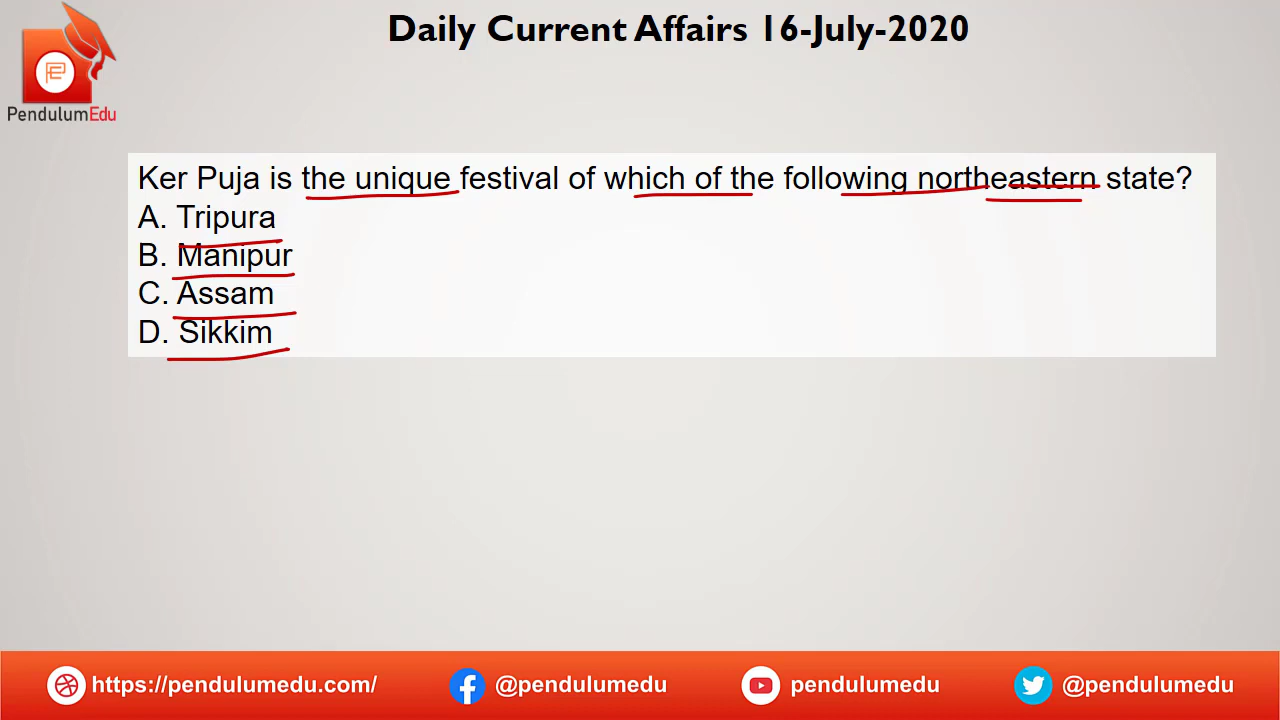 Daily Current Affairs 16-July-2020
PendulumEdu
Ker Puja is the unique festival of which of the following northeastern state?
A. Tripura
B. Manipur
C. Assam
D. Sikkim
https://pendulumedu.com/
@pendulumedu
pendulumedu
@pendulumedu